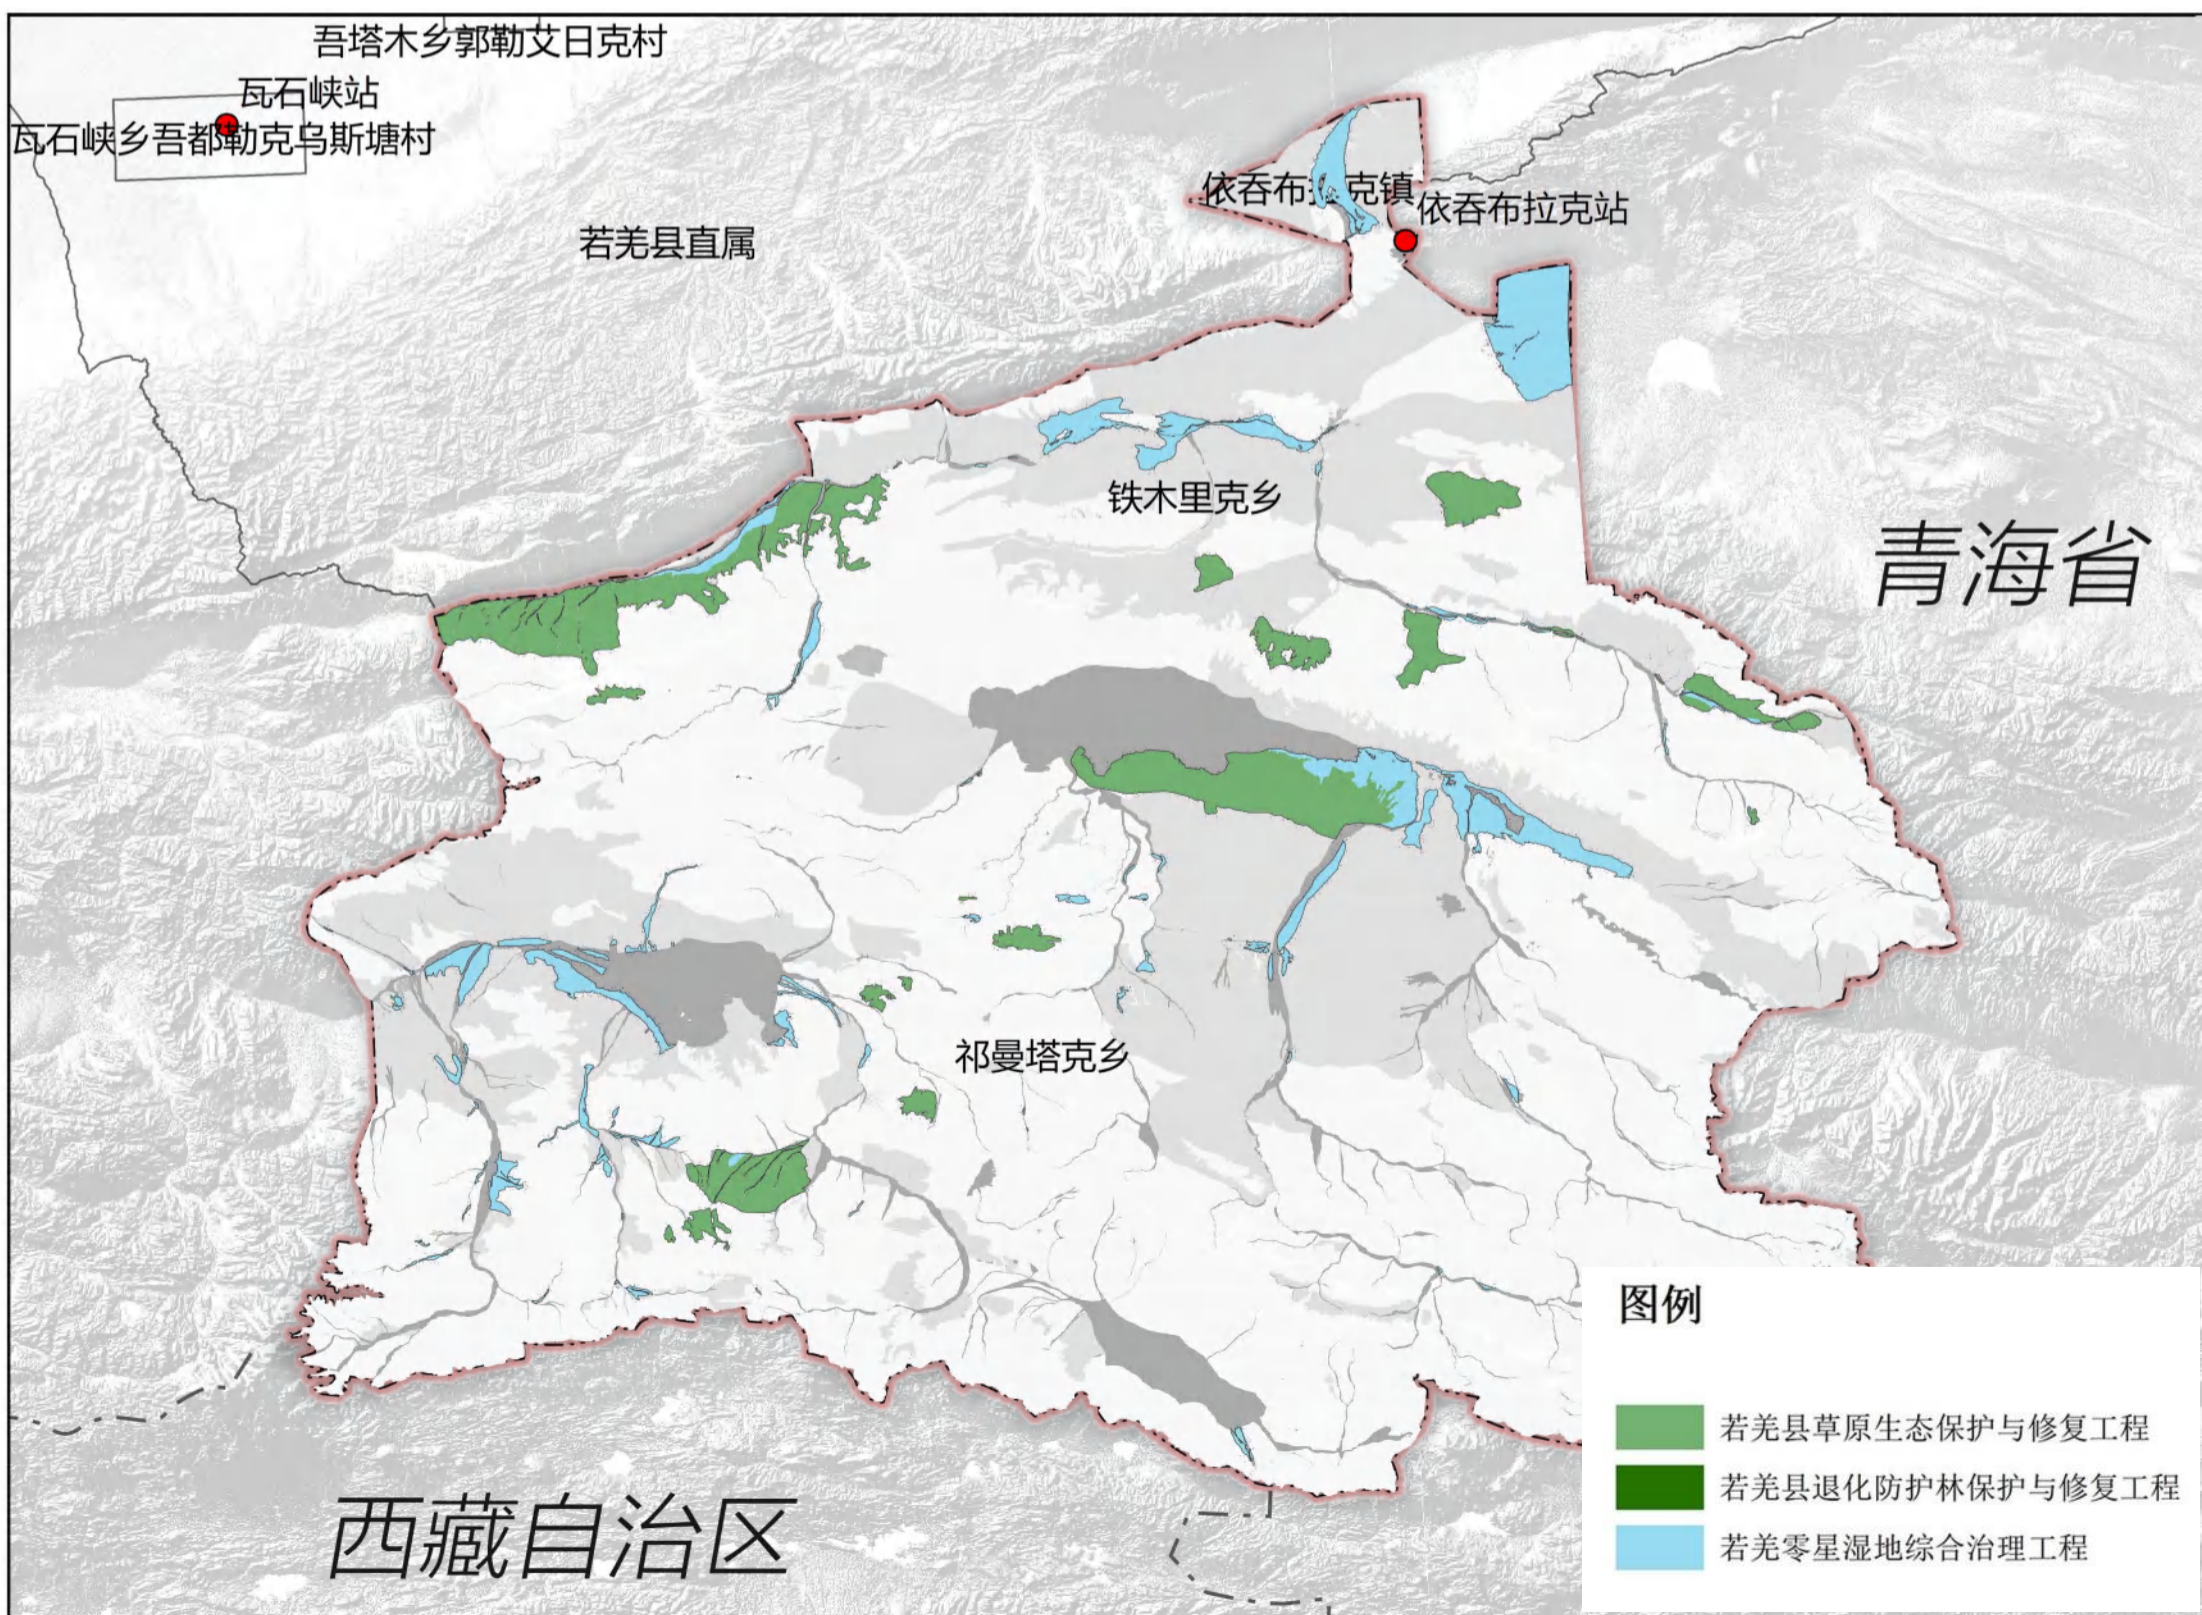 吾塔木乡郭勒艾日克村
瓦石峡站
瓦石峡乡吾都勒克乌斯塘村
依吞布拉克镇
依吞布拉克站
若羌县直属
铁木里克乡
青海省
祁曼塔克乡
西藏自治区
图例
若羌县草原生态保护与修复工程
若羌县退化防护林保护与修复工程
若羌零星湿地综合治理工程